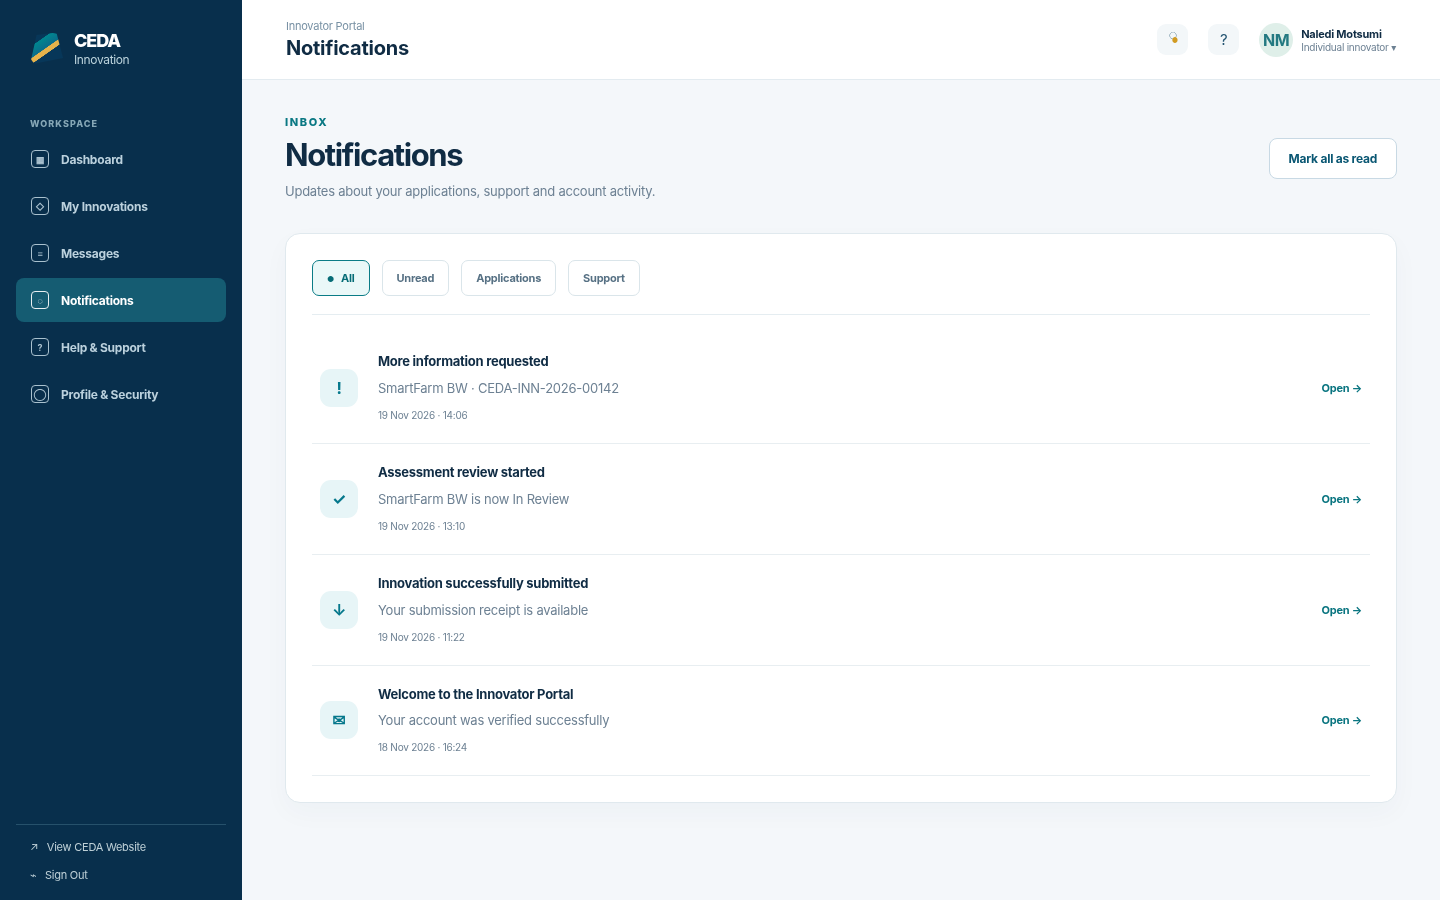 CEDA
Innovation
WORKSPACE
Dashboard
My Innovations
Messages
Notifications
? Help & Support
Profile & Security
↗ View CEDA Website
Sign Out
Innovator Portal
Notifications
?
NM
Naledi Motsumi
Individual innovator ▾
INBOX
Notifications
Updates about your applications, support and account activity.
Mark all as read
● All
Unread
Applications
Support
!
More information requested
SmartFarm BW · CEDA-INN-2026-00142
19 Nov 2026 · 14:06
Open →
✓
Assessment review started
SmartFarm BW is now In Review
19 Nov 2026 · 13:10
Open →
↓
Innovation successfully submitted
Your submission receipt is available
19 Nov 2026 · 11:22
Open →
✉
Welcome to the Innovator Portal
Your account was verified successfully
18 Nov 2026 · 16:24
Open →